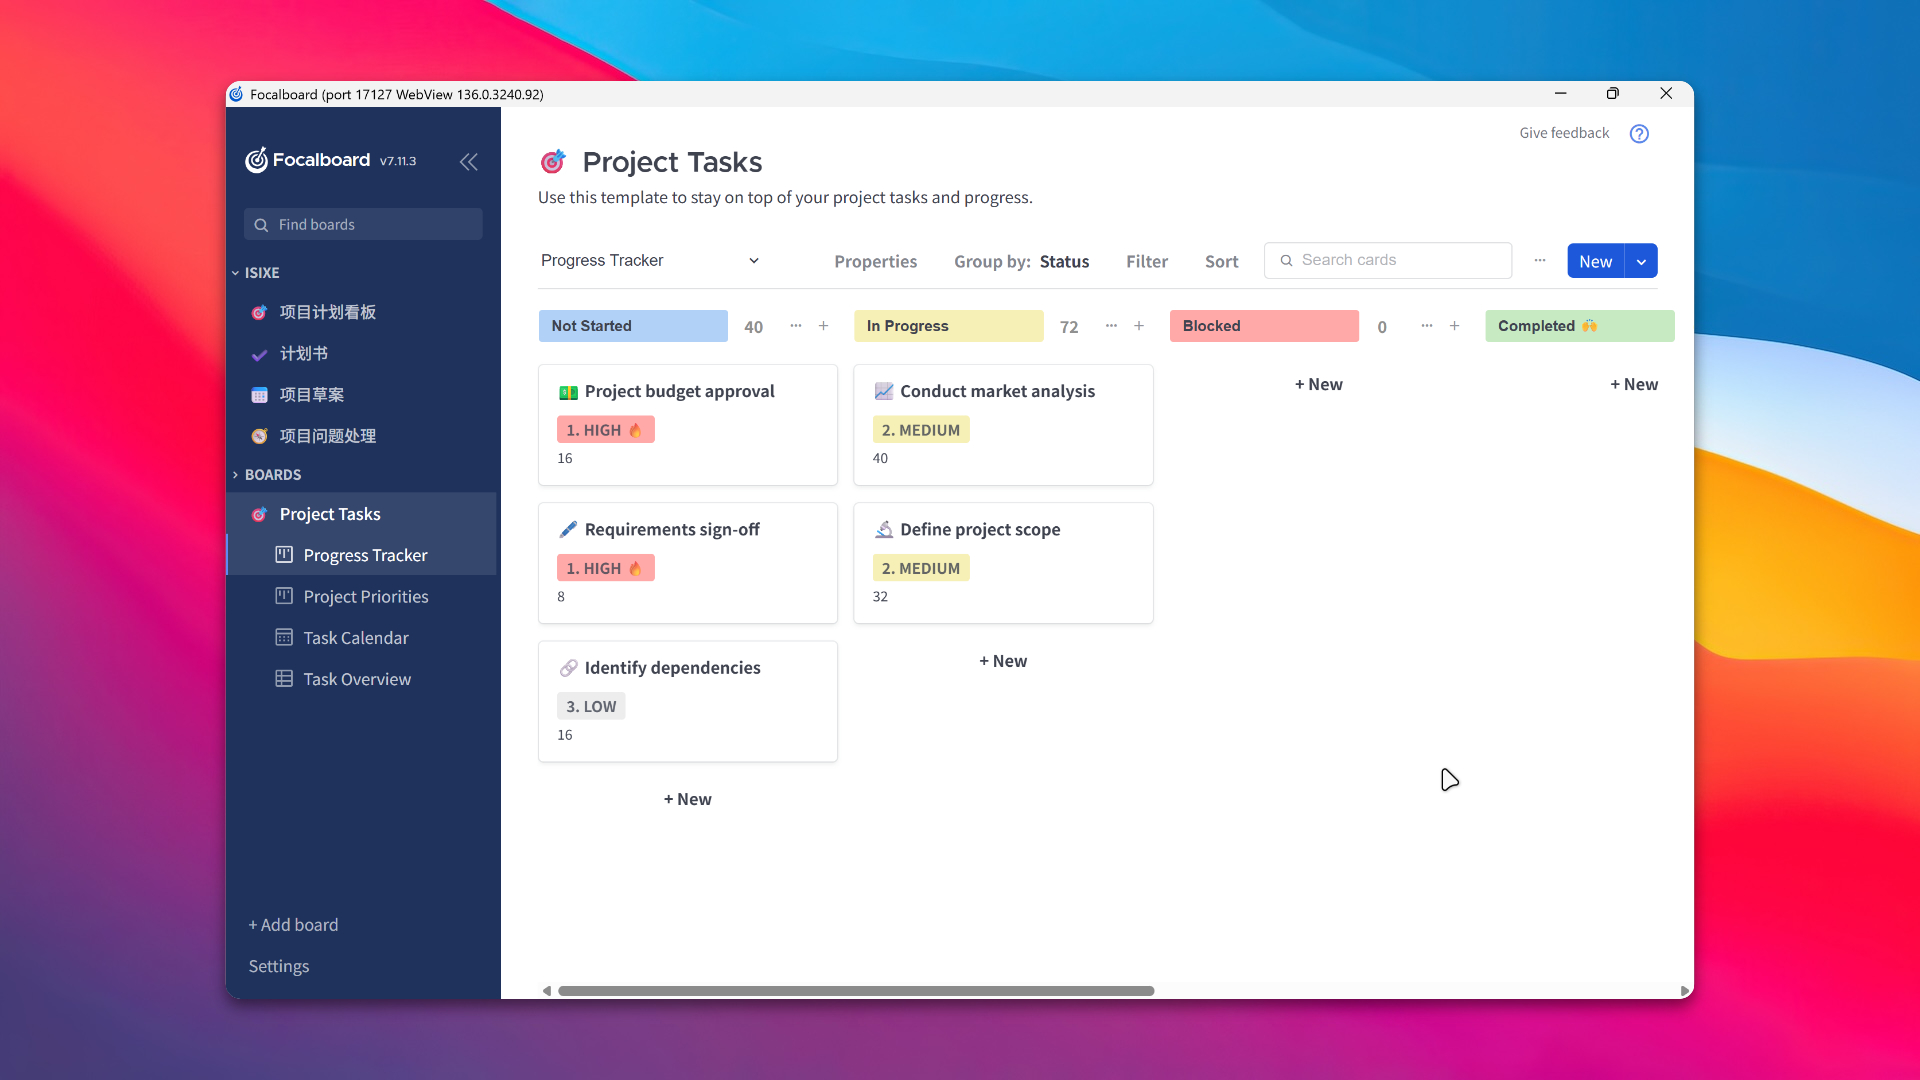 Focalboard (port 17127 WebView 136.0.3240.92)
Focalboard v7.11.3
Find boards
ISIXE
项目计划看板
计划书
项目草案
项目问题处理
BOARDS
Project Tasks
Progress Tracker
Project Priorities
Task Calendar
Task Overview
+ Add board
Settings
Give feedback
Project Tasks
Use this template to stay on top of your project tasks and progress.
Progress Tracker
Properties
Group by: Status
Filter
Sort
Search cards
New
Not Started 40
In Progress 72
Blocked 0
Completed 🙌
Project budget approval
1. HIGH 🔥
16
Requirements sign-off
1. HIGH 🔥
8
Identify dependencies
3. LOW
16
+ New
Conduct market analysis
2. MEDIUM
40
Define project scope
2. MEDIUM
32
+ New
+ New
+ New